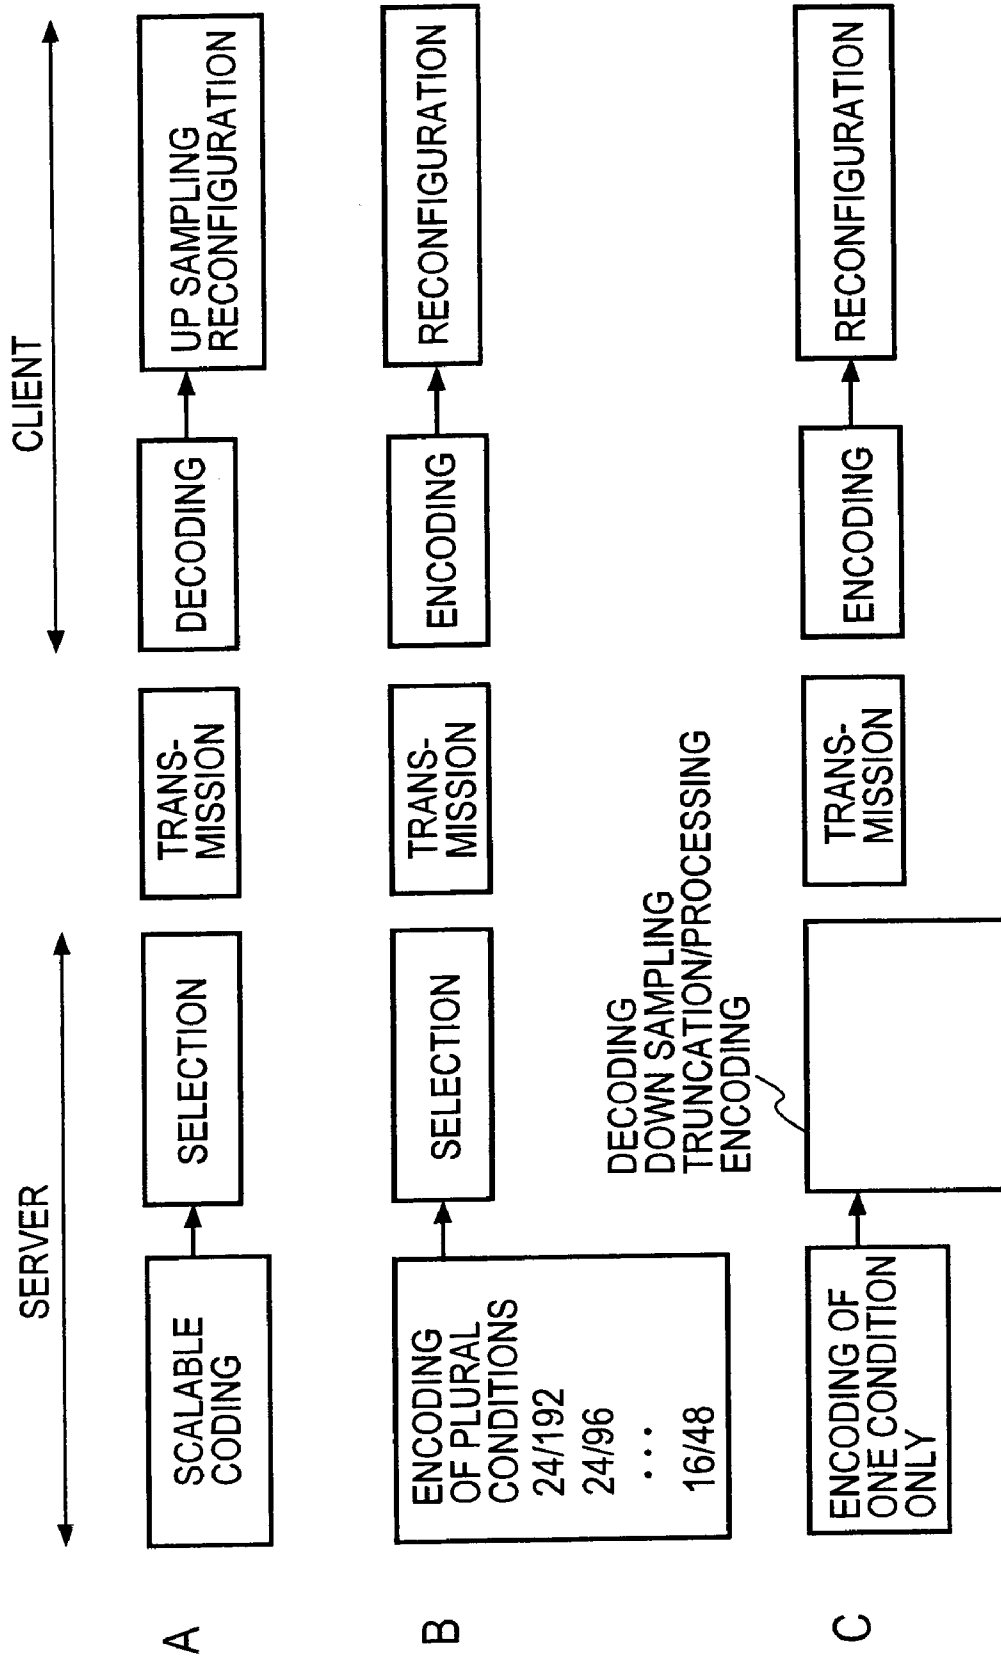 SERVER
CLIENT
A
SCALABLE
CODING
SELECTION
TRANS-
MISSION
DECODING
UP SAMPLING
RECONFIGURATION
B
ENCODING
OF PLURAL
CONDITIONS
24/192
24/96
• • •
16/48
SELECTION
TRANS-
MISSION
ENCODING
RECONFIGURATION
C
ENCODING OF
ONE CONDITION
ONLY
DECODING
DOWN SAMPLING
TRUNCATION/PROCESSING
ENCODING
TRANS-
MISSION
ENCODING
RECONFIGURATION